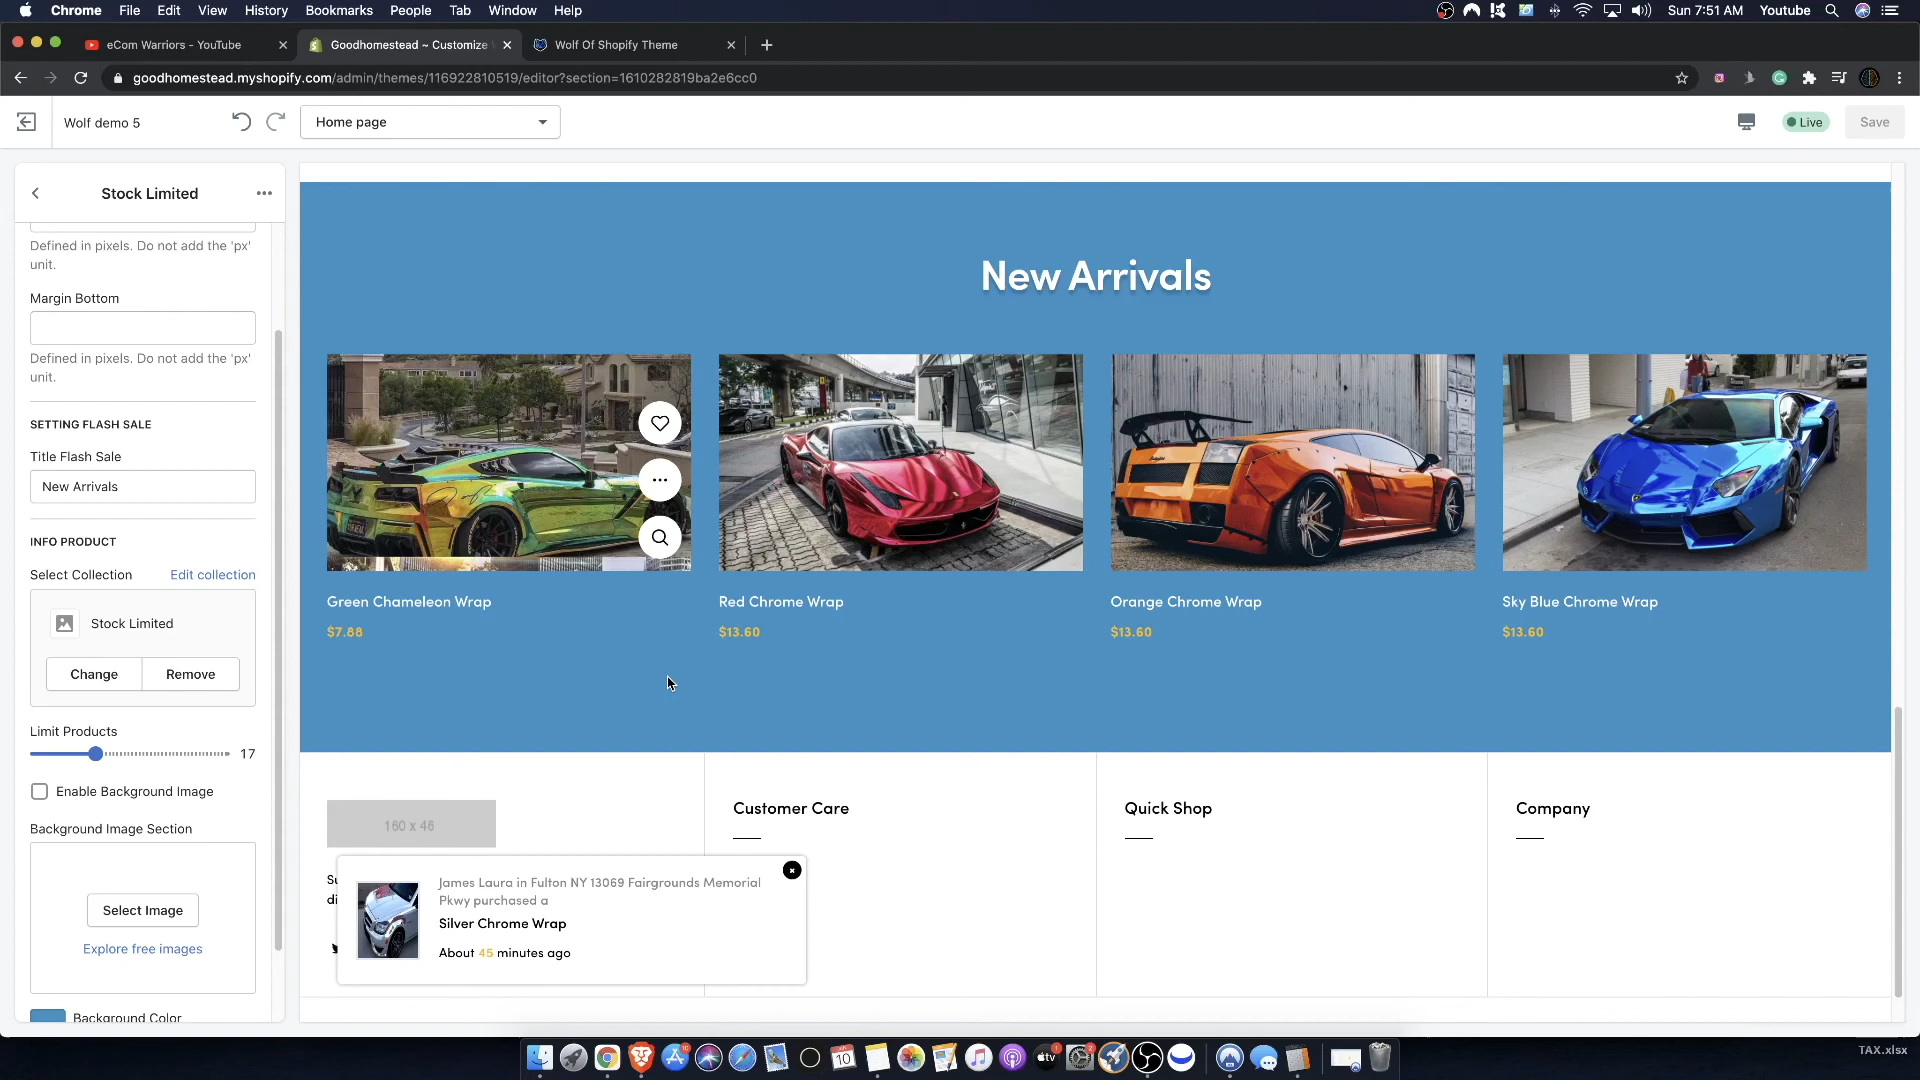 Chrome File Edit View History Bookmarks People Tab Window Help Sun 7:51 AM Youtube
eCom Warriors - YouTube
Goodhomestead ~ Customize
Wolf Of Shopify Theme
goodhomestead.myshopify.com/admin/themes/116922810519/editor?section=1610282819ba2e6cc0
Wolf demo 5
Home page
Live
Save
Stock Limited
Defined in pixels. Do not add the 'px'
unit.
Margin Bottom
Defined in pixels. Do not add the 'px'
unit.
SETTING FLASH SALE
Title Flash Sale
New Arrivals
INFO PRODUCT
Select Collection Edit collection
Stock Limited
Change Remove
Limit Products
17
Enable Background Image
Background Image Section
Select Image
Explore free images
Background Color
New Arrivals
Green Chameleon Wrap
$7.88
Red Chrome Wrap
$13.60
Orange Chrome Wrap
$13.60
Sky Blue Chrome Wrap
$13.60
160 x 46
Customer Care
Quick Shop
Company
James Laura in Fulton NY 13069 Fairgrounds Memorial
Pkwy purchased a
Silver Chrome Wrap
About 45 minutes ago
TAX.xlsx